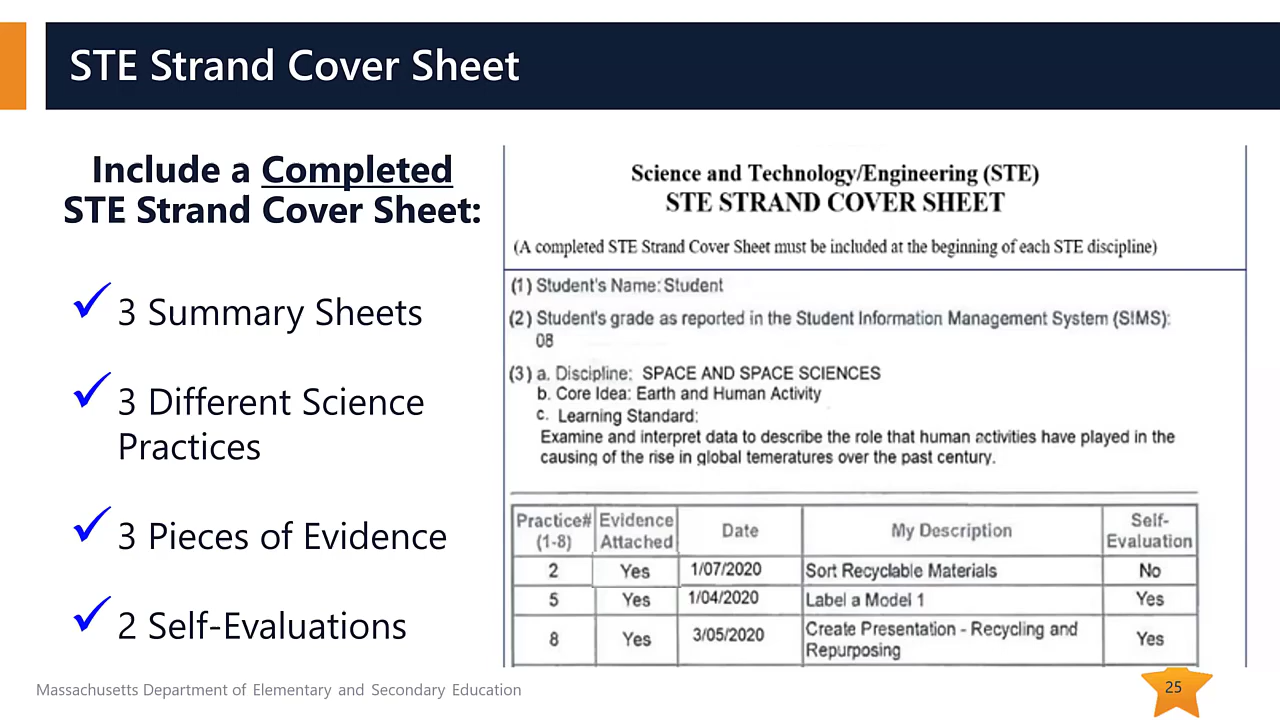 STE Strand Cover Sheet
Include a Completed
STE Strand Cover Sheet:
3 Summary Sheets
3 Different Science
Practices
3 Pieces of Evidence
2 Self-Evaluations
Science and Technology/Engineering (STE)
STE STRAND COVER SHEET
(A completed STE Strand Cover Sheet must be included at the beginning of each STE discipline)
(1) Student's Name: Student
(2) Student's grade as reported in the Student Information Management System (SIMS):
08
(3) a. Discipline: SPACE AND SPACE SCIENCES
b. Core Idea: Earth and Human Activity
c. Learning Standard:
Examine and interpret data to describe the role that human activities have played in the
causing of the rise in global temeratures over the past century.
Practice# Evidence Date My Description Self-
(1-8) Attached Evaluation
2 Yes 1/07/2020 Sort Recyclable Materials No
5 Yes 1/04/2020 Label a Model 1 Yes
8 Yes 3/05/2020 Create Presentation - Recycling and Yes
Repurposing
Massachusetts Department of Elementary and Secondary Education
25